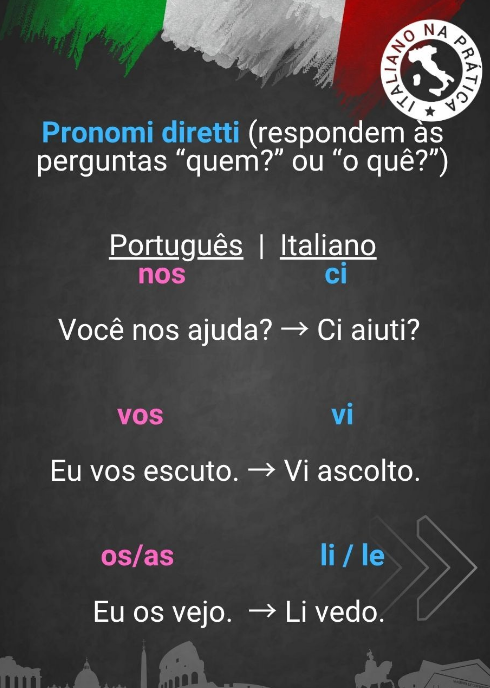 ITALIANO NA PRÁTICA
Pronomi diretti (respondem às
perguntas “quem?” ou “o quê?”)
Português | Italiano
nos ci
Você nos ajuda? → Ci aiuti?
vos vi
Eu vos escuto. → Vi ascolto.
os/as li / le
Eu os vejo. → Li vedo.